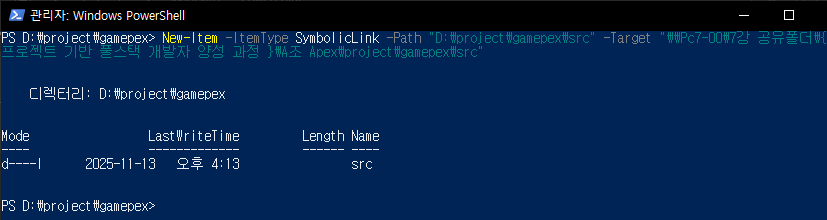 관리자: Windows PowerShell
PS D:₩project₩gamepex> New-Item -ItemType SymbolicLink -Path "D:₩project₩gamepex₩src" -Target "₩₩Pc7-00₩7강 공유폴더₩{
프로젝트 기반 풀스택 개발자 양성 과정 }₩A조 Apex₩project₩gamepex₩src"
디렉터리: D:₩project₩gamepex
Mode LastWriteTime Length Name
---- ------------- ------ ----
d----l 2025-11-13 오후 4:13 src
PS D:₩project₩gamepex>